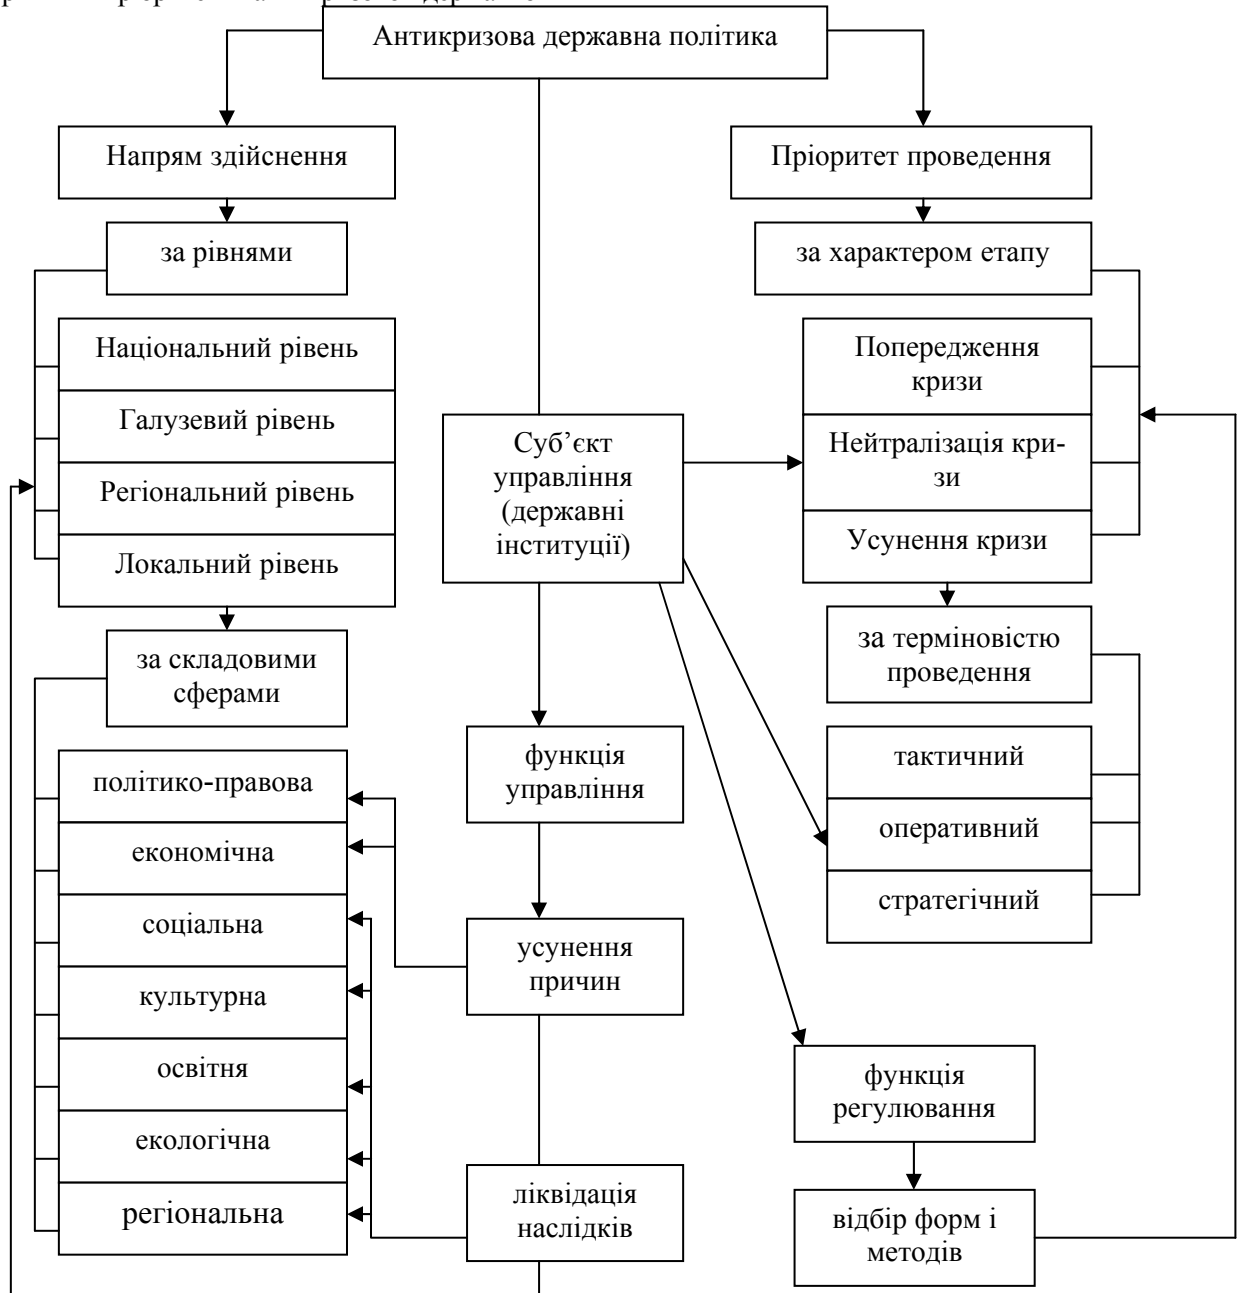 Антикризова державна політика
Напрям здійснення
Пріоритет проведення
за рівнями
за характером етапу
Національний рівень
Галузевий рівень
Регіональний рівень
Локальний рівень
Попередження
кризи
Нейтралізація кри-
зи
Усунення кризи
Суб’єкт
управління
(державні
інституції)
за складовими
сферами
за терміновістю
проведення
політико-правова
економічна
соціальна
культурна
освітня
екологічна
регіональна
функція
управління
усунення
причин
ліквідація
наслідків
тактичний
оперативний
стратегічний
функція
регулювання
відбір форм і
методів